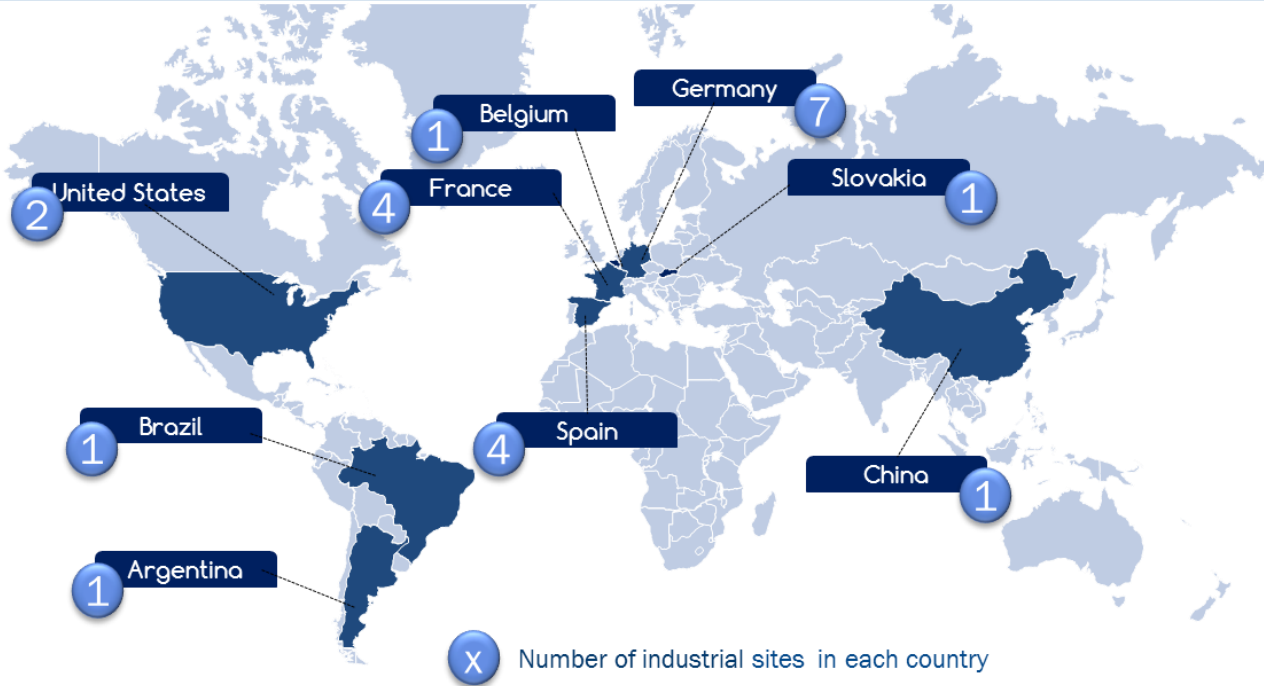 Germany
7
Belgium
1
Slovakia
1
France
4
United States
2
Brazil
1
Spain
4
China
1
Argentina
1
x Number of industrial sites in each country